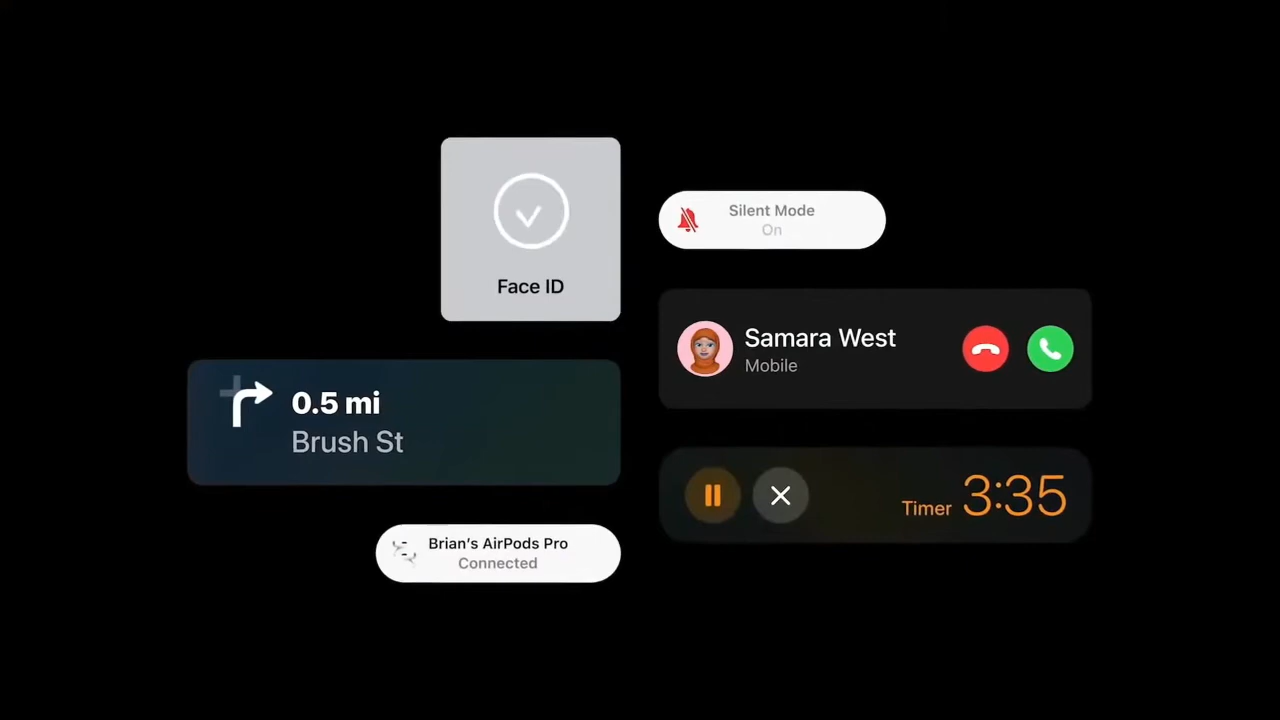 Face ID
Silent Mode
On
Samara West
Mobile
0.5 mi
Brush St
Timer 3:35
Brian’s AirPods Pro
Connected